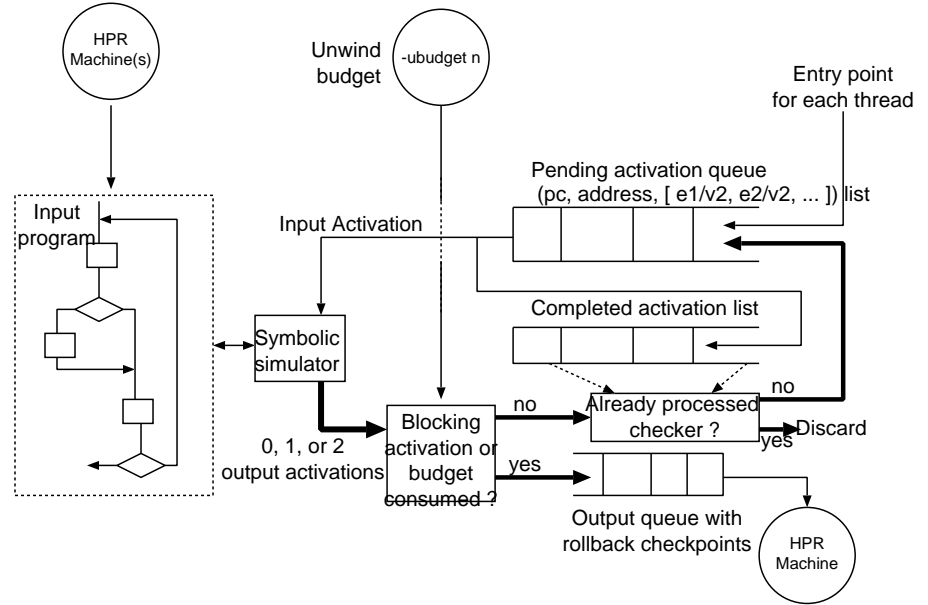 HPR
Machine(s)
Unwind
budget
-ubudget n
Entry point
for each thread
Pending activation queue
(pc, address, [ e1/v2, e2/v2, ... ]) list
Input
program
Input Activation
Completed activation list
Symbolic
simulator
0, 1, or 2
output activations
Blocking
activation or
budget
consumed ?
no
yes
Already processed
checker ?
no
yes
Discard
Output queue with
rollback checkpoints
HPR
Machine